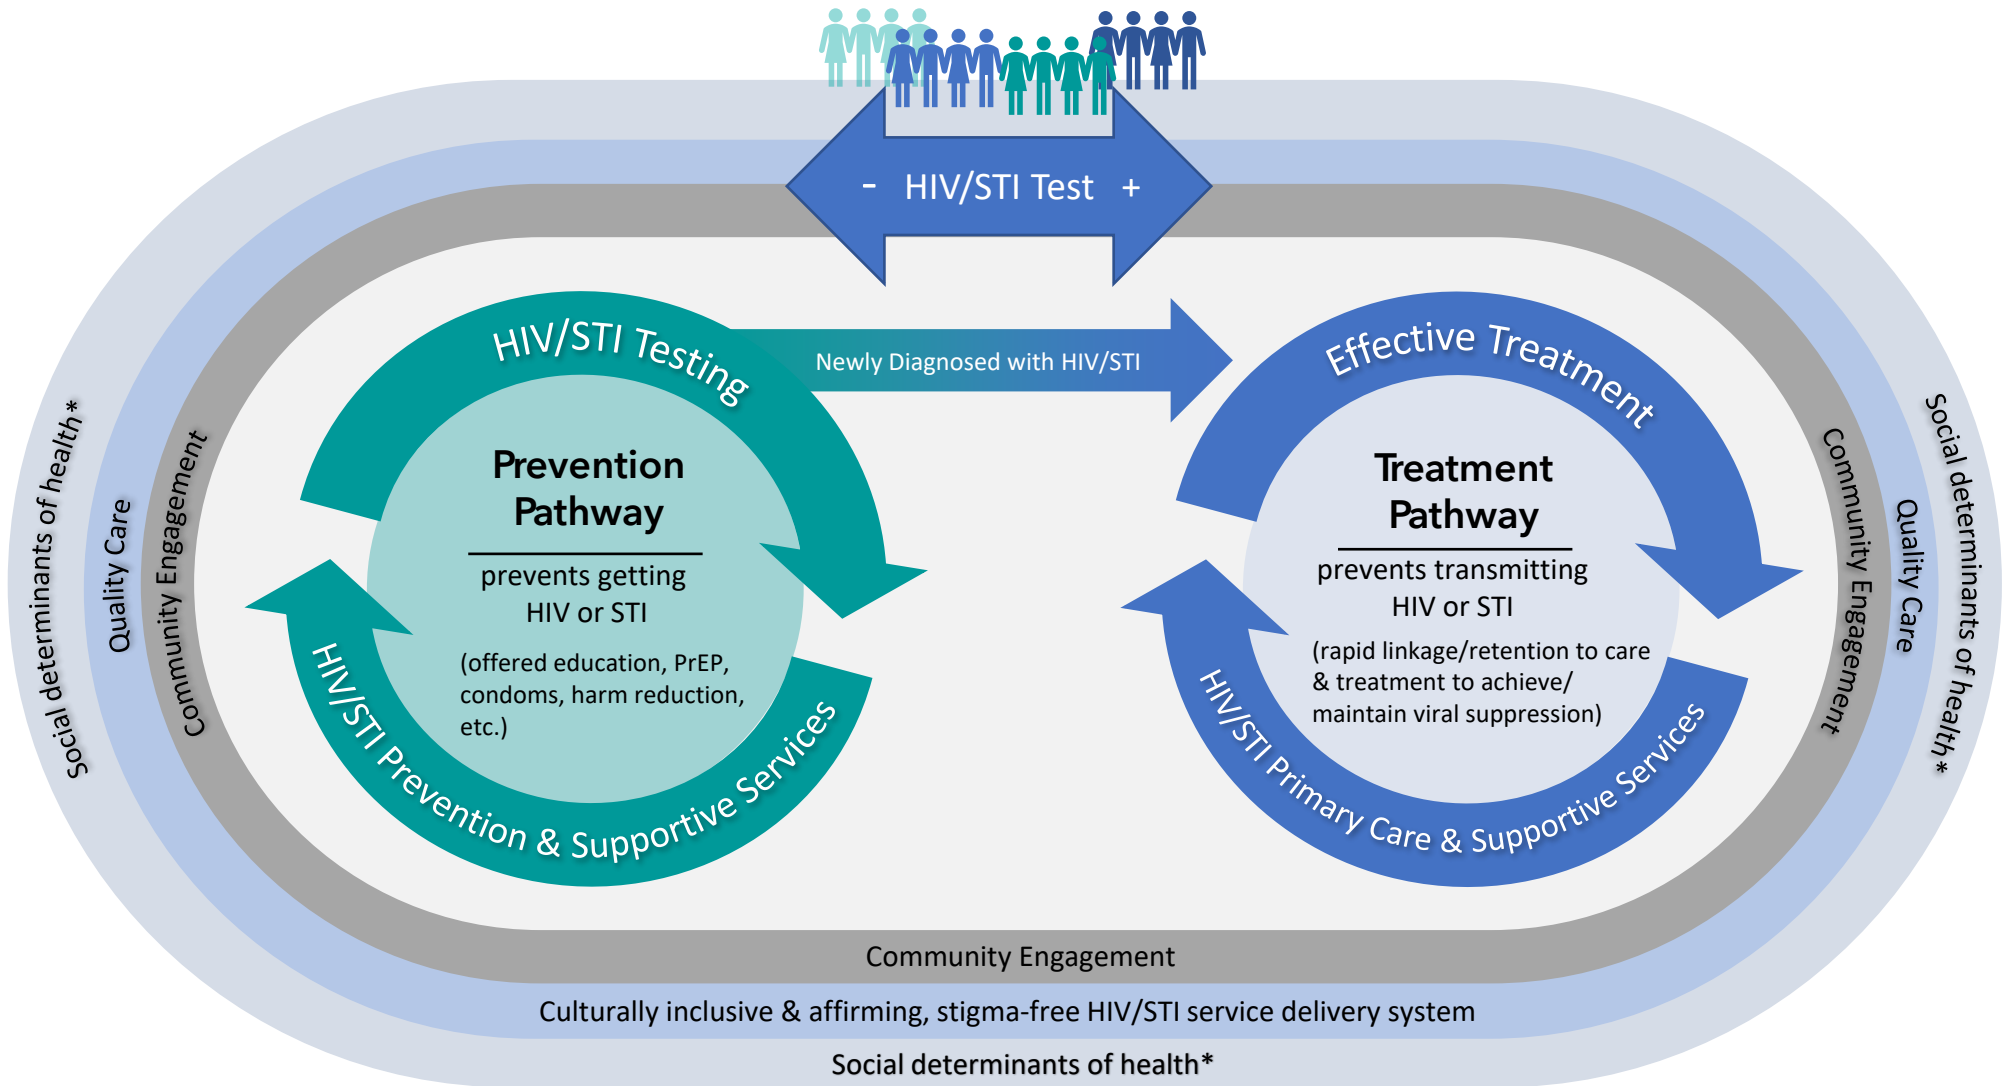 - HIV/STI Test +
HIV/STI Testing
Newly Diagnosed with HIV/STI
Effective Treatment
Prevention
Pathway
prevents getting
HIV or STI
(offered education, PrEP,
condoms, harm reduction,
etc.)
HIV/STI Prevention & Supportive Services
Treatment
Pathway
prevents transmitting
HIV or STI
(rapid linkage/retention to care
& treatment to achieve/
maintain viral suppression)
HIV/STI Primary Care & Supportive Services
Social determinants of health*
Quality Care
Community Engagement
Community Engagement
Quality Care
Social determinants of health*
Community Engagement
Culturally inclusive & affirming, stigma-free HIV/STI service delivery system
Social determinants of health*